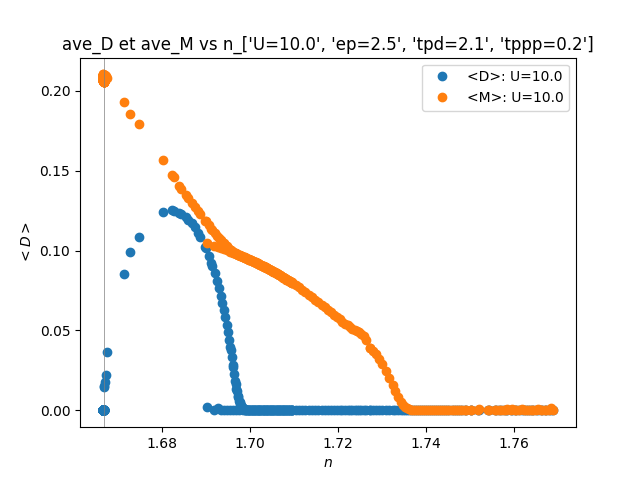 ave_D et ave_M vs n_['U=10.0', 'ep=2.5', 'tpd=2.1', 'tppp=0.2']
<D>: U=10.0
<M>: U=10.0
0.20
0.15
0.10
0.05
0.00
< D >
1.68
1.70
1.72
1.74
1.76
n